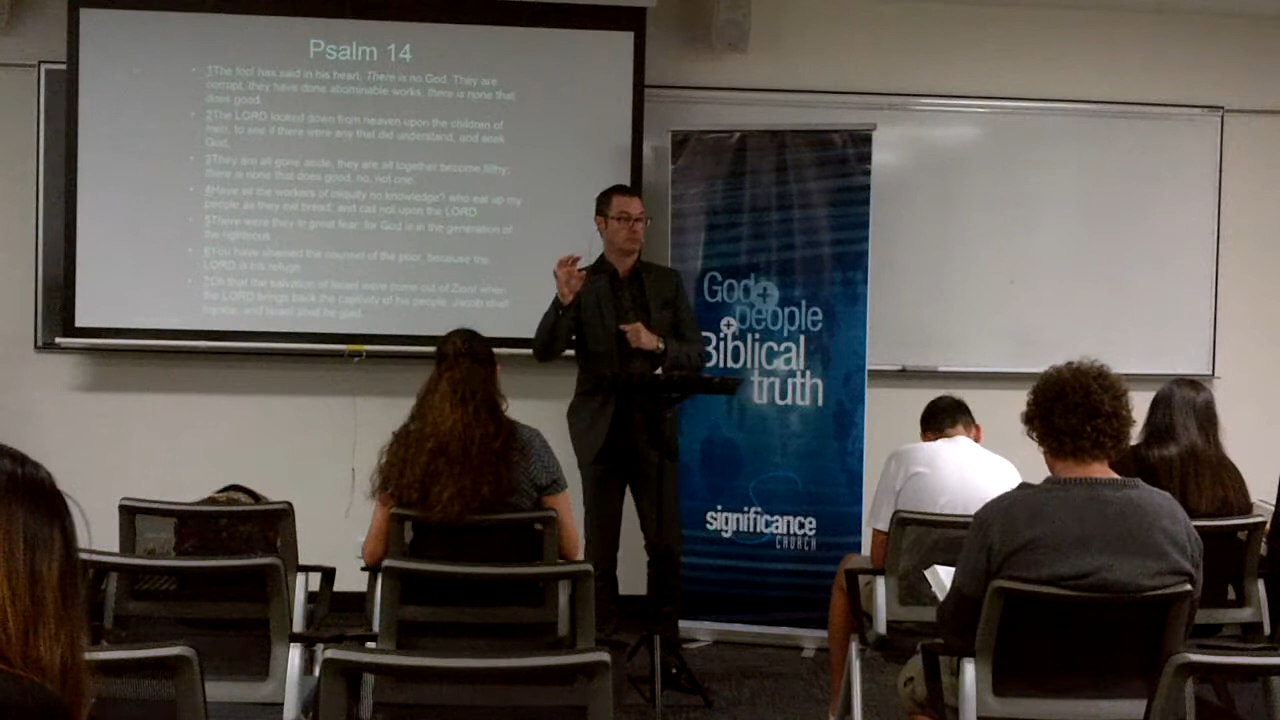 Psalm 14
1The fool has said in his heart, There is no God. They are
corrupt, they have done abominable works, there is none that
does good.
2The LORD looked down from heaven upon the children of
men, to see if there were any that did understand, and seek
God.
3They are all gone aside, they are all together become filthy:
there is none that does good, no, not one.
4Have all the workers of iniquity no knowledge? who eat up my
people as they eat bread, and call not upon the LORD.
5There were they in great fear: for God is in the generation of
the righteous.
6You have shamed the counsel of the poor, because the
LORD is his refuge.
7Oh that the salvation of Israel were come out of Zion! when
the LORD brings back the captivity of his people, Jacob shall
rejoice, and Israel shall be glad.
God+
people
+Biblical
truth
significance
CHURCH